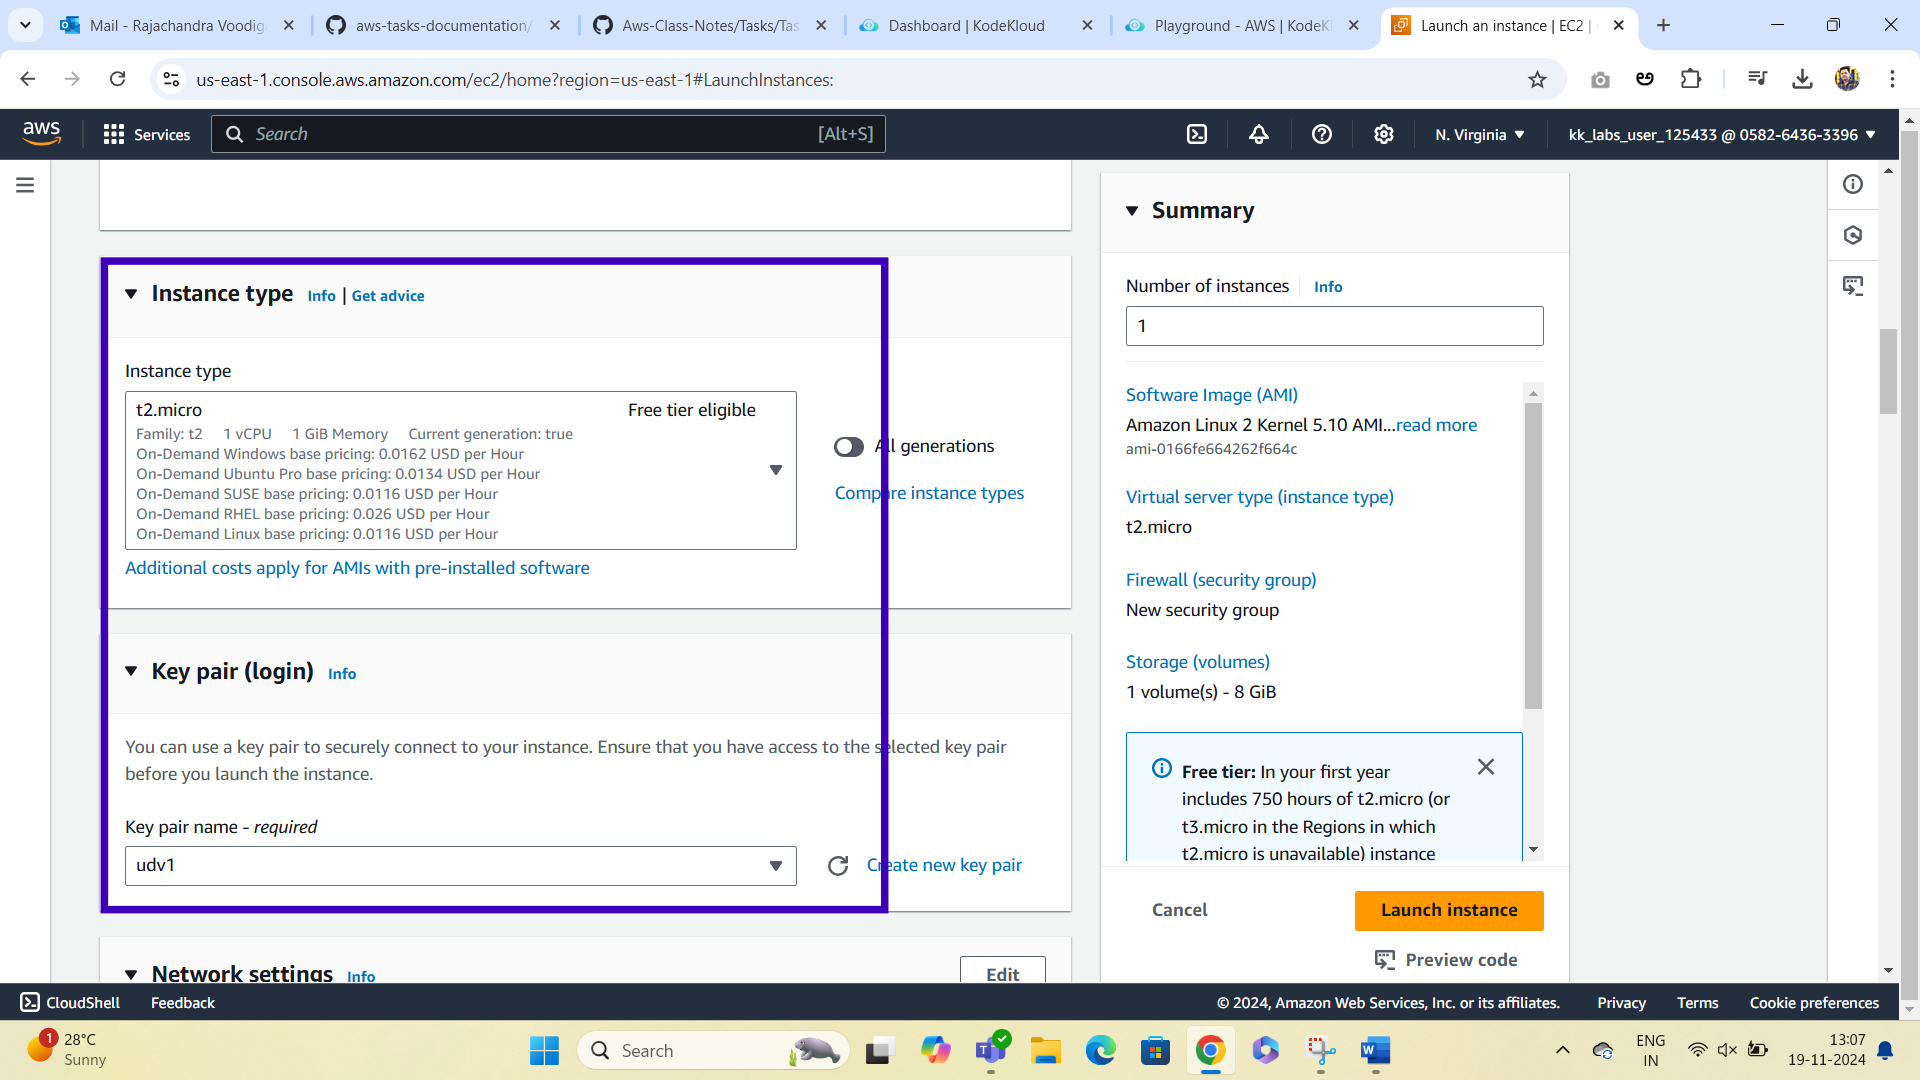 Mail - Rajachandra Voodig
aws-tasks-documentation/
Aws-Class-Notes/Tasks/Tas
Dashboard | KodeKloud
Playground - AWS | KodeKl
Launch an instance | EC2 |
us-east-1.console.aws.amazon.com/ec2/home?region=us-east-1#LaunchInstances:
aws
Services
Search
[Alt+S]
N. Virginia
kk_labs_user_125433 @ 0582-6436-3396
Instance type
Info | Get advice
Instance type
t2.micro
Free tier eligible
Family: t2 1 vCPU 1 GiB Memory Current generation: true
On-Demand Windows base pricing: 0.0162 USD per Hour
On-Demand Ubuntu Pro base pricing: 0.0134 USD per Hour
On-Demand SUSE base pricing: 0.0116 USD per Hour
On-Demand RHEL base pricing: 0.026 USD per Hour
On-Demand Linux base pricing: 0.0116 USD per Hour
All generations
Compare instance types
Additional costs apply for AMIs with pre-installed software
Key pair (login)
Info
You can use a key pair to securely connect to your instance. Ensure that you have access to the selected key pair
before you launch the instance.
Key pair name - required
udv1
Create new key pair
Network settings
Info
Edit
Summary
Number of instances
Info
1
Software Image (AMI)
Amazon Linux 2 Kernel 5.10 AMI...read more
ami-0166fe664262f664c
Virtual server type (instance type)
t2.micro
Firewall (security group)
New security group
Storage (volumes)
1 volume(s) - 8 GiB
Free tier: In your first year
includes 750 hours of t2.micro (or
t3.micro in the Regions in which
t2.micro is unavailable) instance
Cancel
Launch instance
Preview code
CloudShell
Feedback
© 2024, Amazon Web Services, Inc. or its affiliates.
Privacy
Terms
Cookie preferences
1
28°C
Sunny
Search
ENG
IN
13:07
19-11-2024